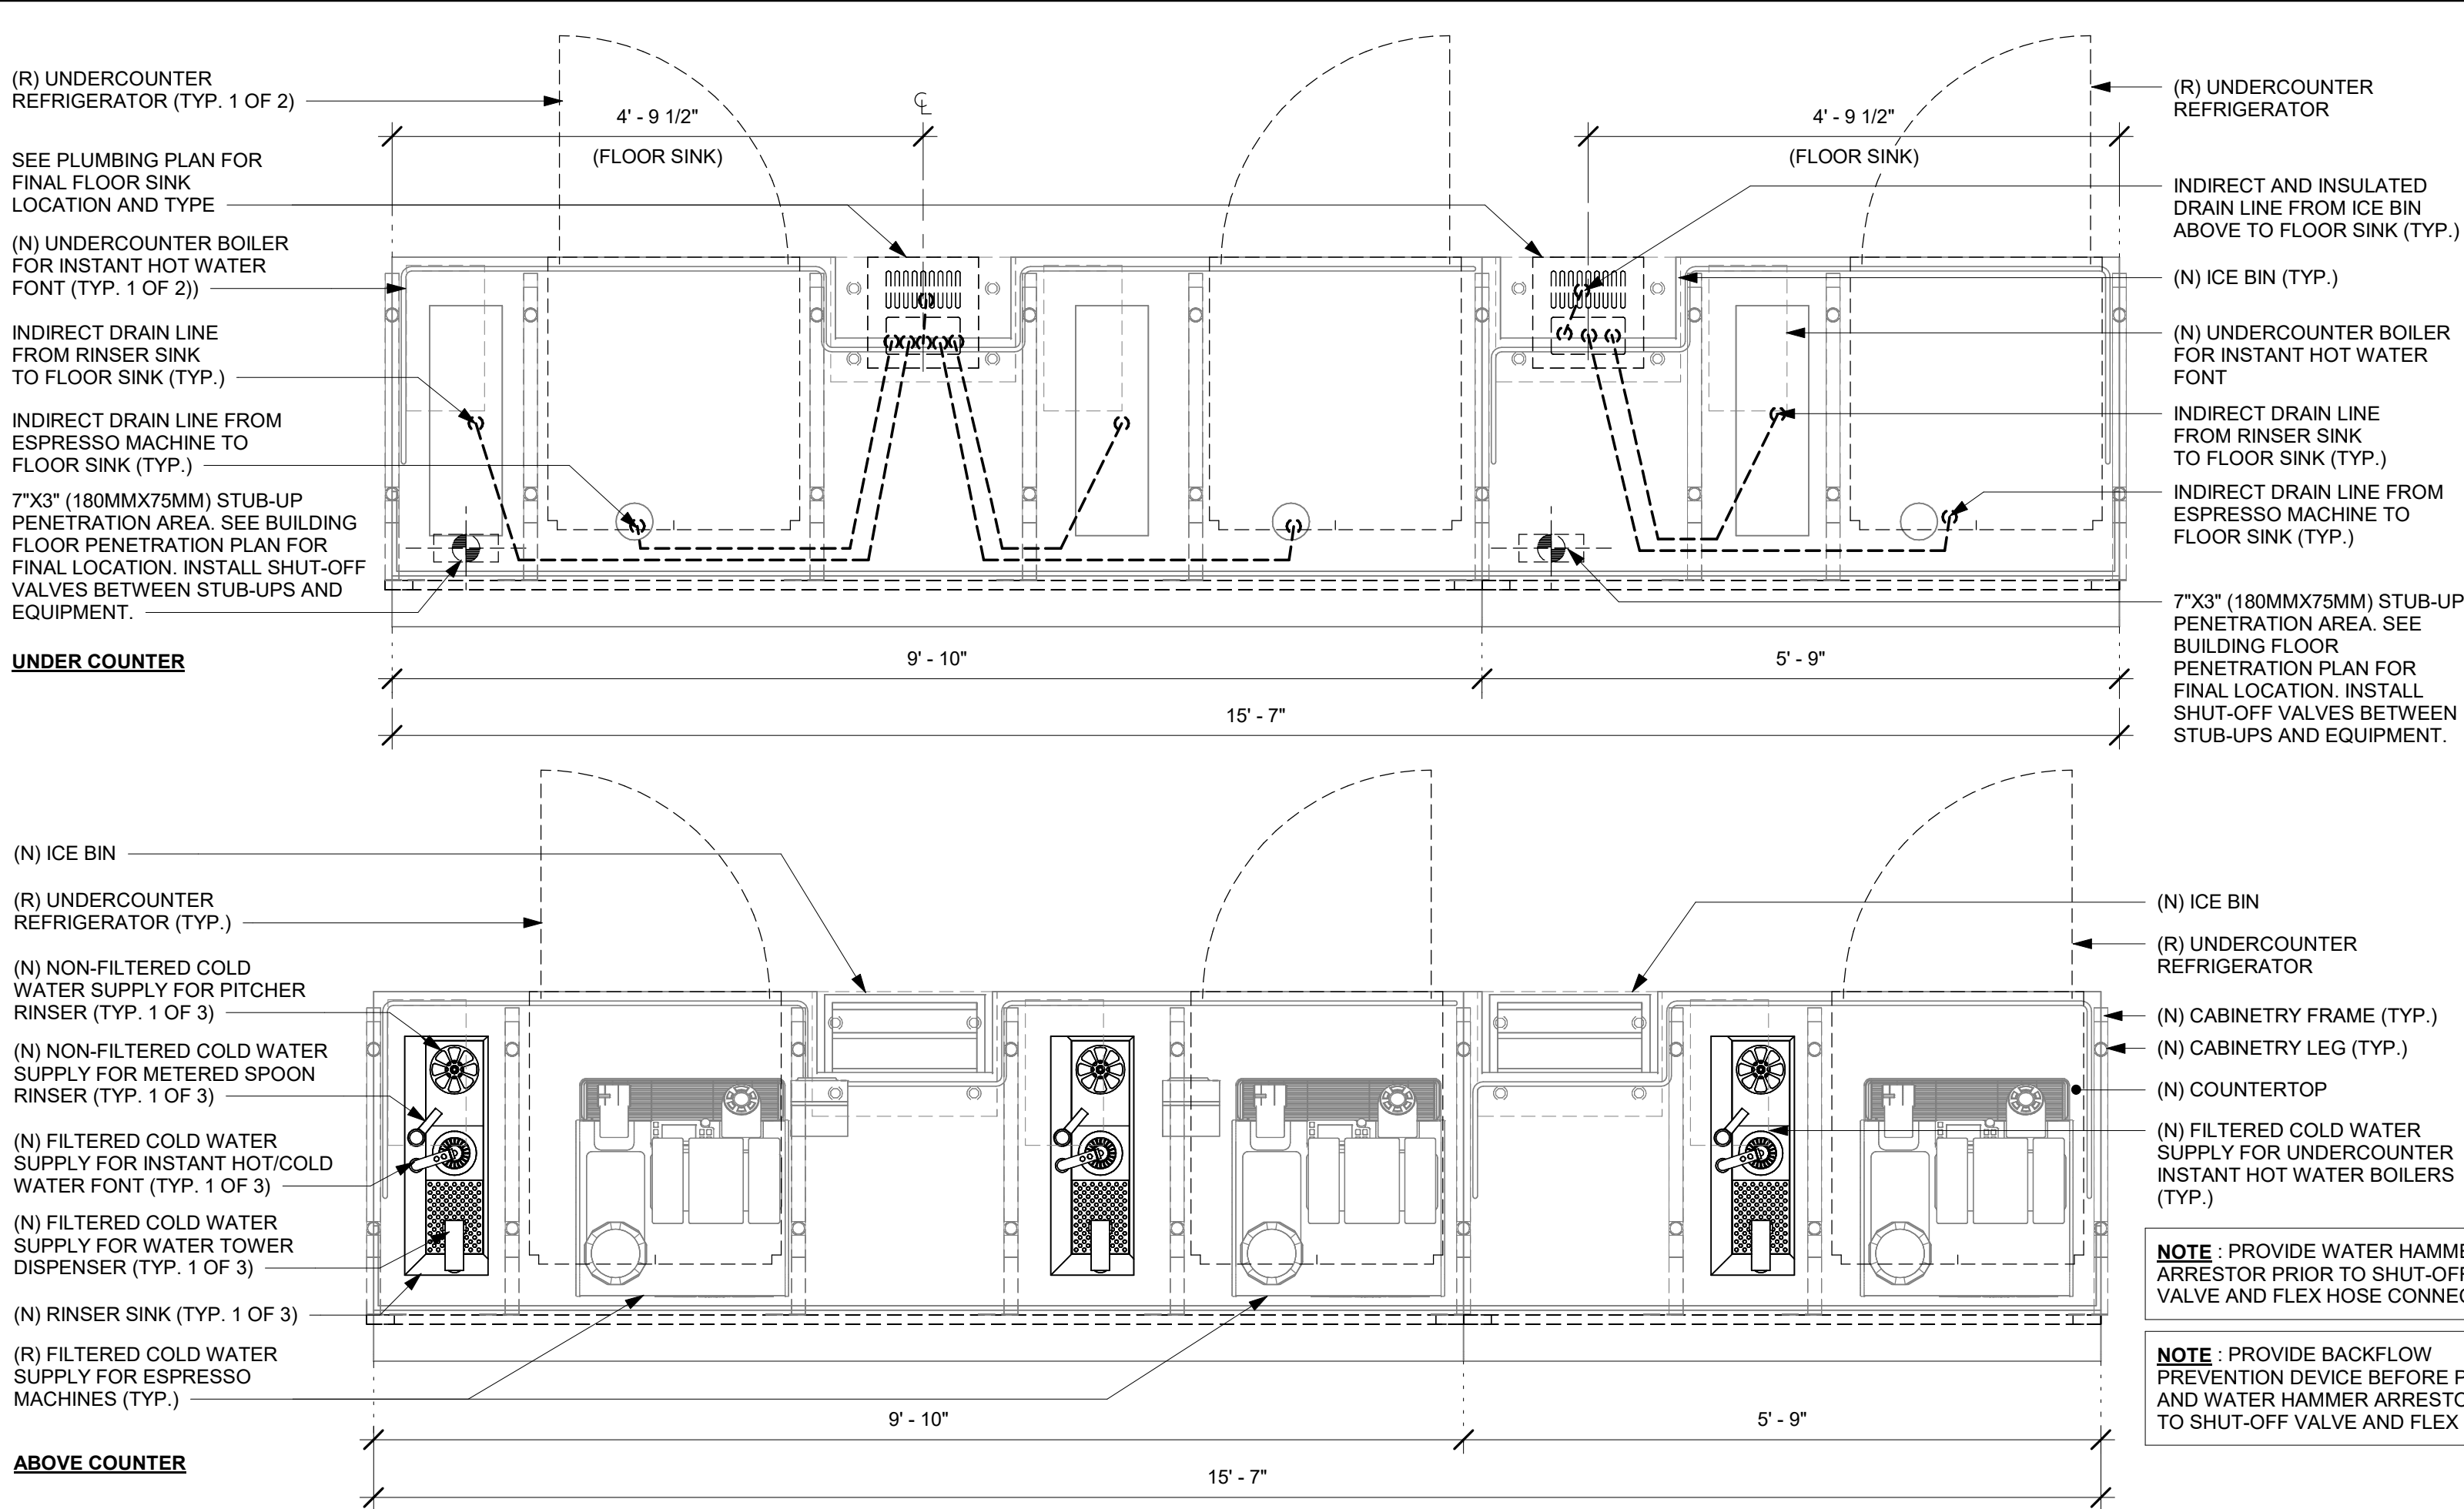 (R) UNDERCOUNTER
REFRIGERATOR (TYP. 1 OF 2)
SEE PLUMBING PLAN FOR
FINAL FLOOR SINK
LOCATION AND TYPE
(N) UNDERCOUNTER BOILER
FOR INSTANT HOT WATER
FONT (TYP. 1 OF 2))
INDIRECT DRAIN LINE
FROM RINSER SINK
TO FLOOR SINK (TYP.)
INDIRECT DRAIN LINE FROM
ESPRESSO MACHINE TO
FLOOR SINK (TYP.)
7"X3" (180MMX75MM) STUB-UP
PENETRATION AREA. SEE BUILDING
FLOOR PENETRATION PLAN FOR
FINAL LOCATION. INSTALL SHUT-OFF
VALVES BETWEEN STUB-UPS AND
EQUIPMENT.
UNDER COUNTER
4' - 9 1/2"
(FLOOR SINK)
CL
4' - 9 1/2"
(FLOOR SINK)
9' - 10"
5' - 9"
15' - 7"
(R) UNDERCOUNTER
REFRIGERATOR
INDIRECT AND INSULATED
DRAIN LINE FROM ICE BIN
ABOVE TO FLOOR SINK (TYP.)
(N) ICE BIN (TYP.)
(N) UNDERCOUNTER BOILER
FOR INSTANT HOT WATER
FONT
INDIRECT DRAIN LINE
FROM RINSER SINK
TO FLOOR SINK (TYP.)
INDIRECT DRAIN LINE FROM
ESPRESSO MACHINE TO
FLOOR SINK (TYP.)
7"X3" (180MMX75MM) STUB-UP
PENETRATION AREA. SEE
BUILDING FLOOR
PENETRATION PLAN FOR
FINAL LOCATION. INSTALL
SHUT-OFF VALVES BETWEEN
STUB-UPS AND EQUIPMENT.
(N) ICE BIN
(R) UNDERCOUNTER
REFRIGERATOR (TYP.)
(N) NON-FILTERED COLD
WATER SUPPLY FOR PITCHER
RINSER (TYP. 1 OF 3)
(N) NON-FILTERED COLD WATER
SUPPLY FOR METERED SPOON
RINSER (TYP. 1 OF 3)
(N) FILTERED COLD WATER
SUPPLY FOR INSTANT HOT/COLD
WATER FONT (TYP. 1 OF 3)
(N) FILTERED COLD WATER
SUPPLY FOR WATER TOWER
DISPENSER (TYP. 1 OF 3)
(N) RINSER SINK (TYP. 1 OF 3)
(R) FILTERED COLD WATER
SUPPLY FOR ESPRESSO
MACHINES (TYP.)
ABOVE COUNTER
9' - 10"
5' - 9"
15' - 7"
(N) ICE BIN
(R) UNDERCOUNTER
REFRIGERATOR
(N) CABINETRY FRAME (TYP.)
(N) CABINETRY LEG (TYP.)
(N) COUNTERTOP
(N) FILTERED COLD WATER
SUPPLY FOR UNDERCOUNTER
INSTANT HOT WATER BOILERS
(TYP.)
NOTE : PROVIDE WATER
ARRESTOR PRIOR TO
VALVE AND FLEX HOSE
NOTE : PROVIDE BACKFLOW
PREVENTION DEVICE BEFORE
AND WATER HAMMER
TO SHUT-OFF VALVE AND FLEX